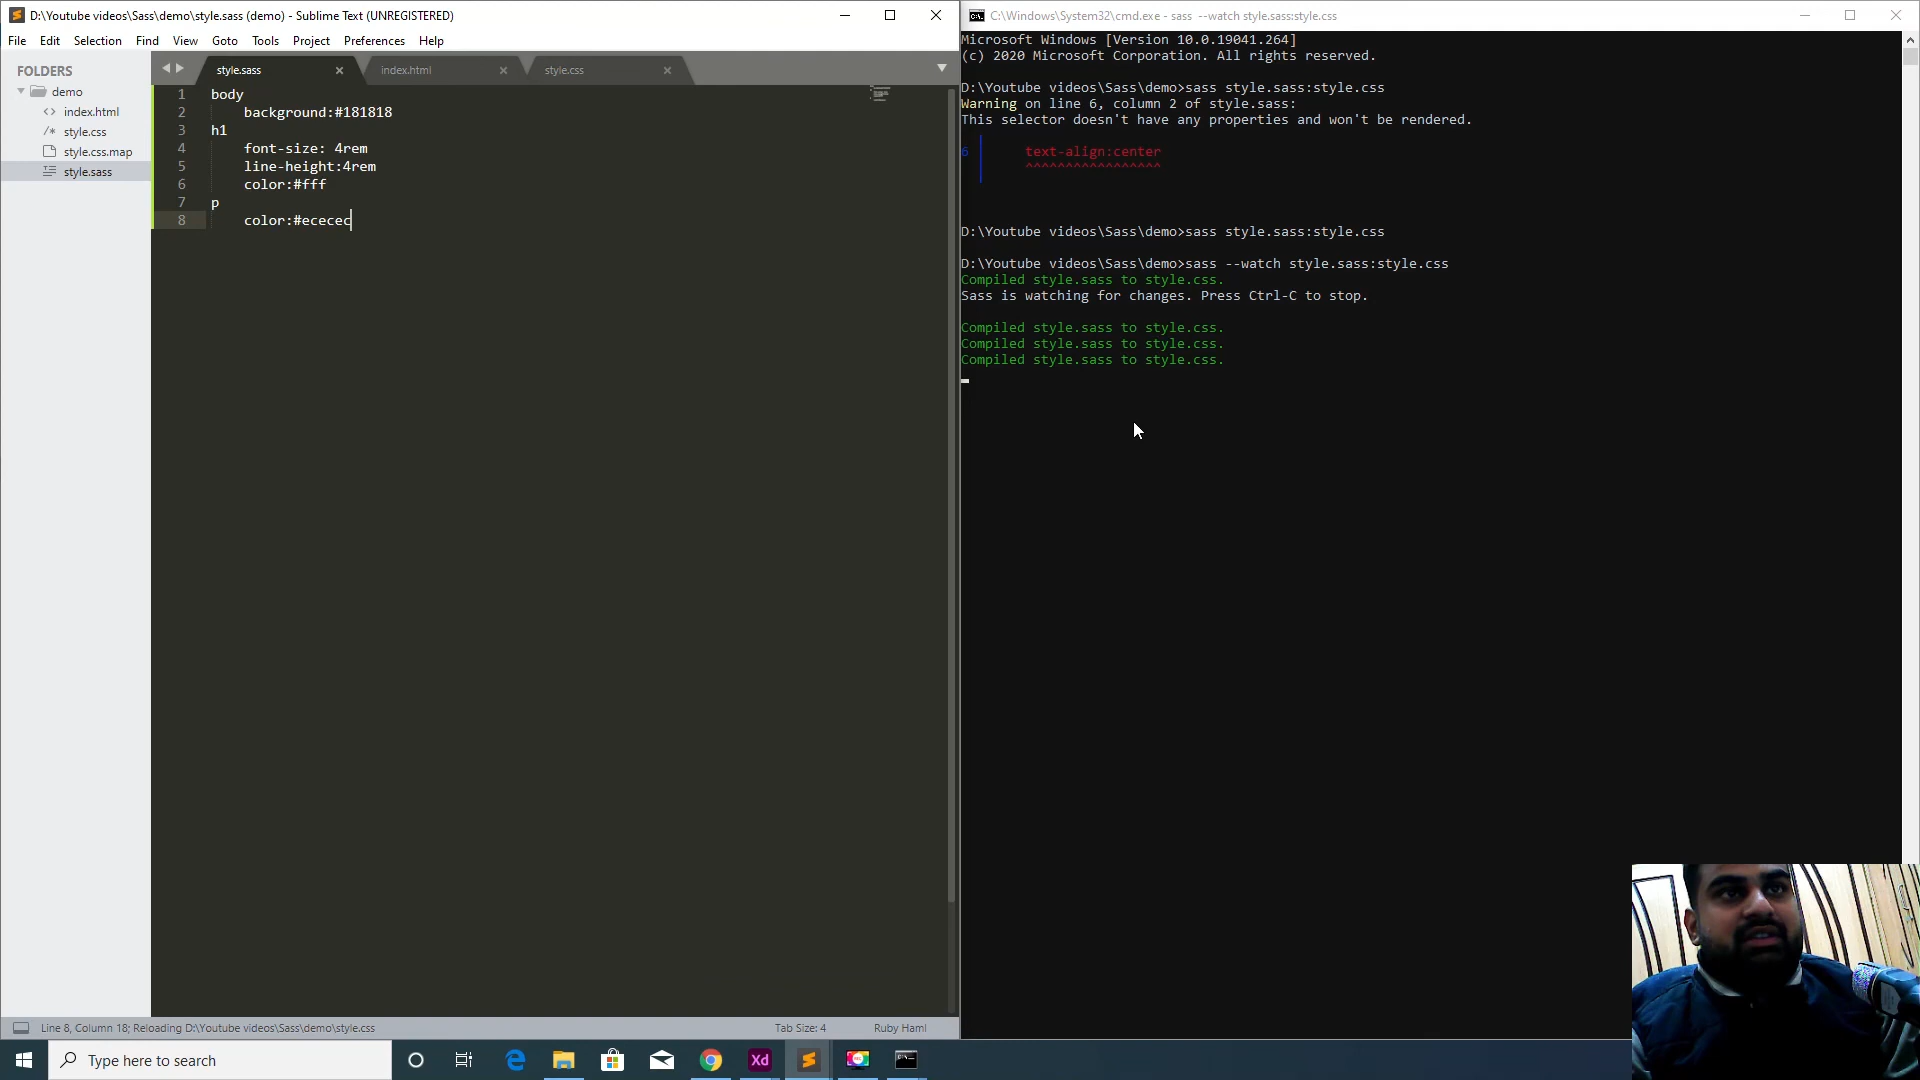 D:\Youtube videos\Sass\demo\style.sass (demo) - Sublime Text (UNREGISTERED)
File Edit Selection Find View Goto Tools Project Preferences Help
FOLDERS
demo
index.html
style.css
style.css.map
style.sass
style.sass index.html style.css
1 body
2 background:#181818
3 h1
4 font-size: 4rem
5 line-height:4rem
6 color:#fff
7 p
8 color:#ececec
Line 8, Column 18; Reloading D:\Youtube videos\Sass\demo\style.css
Tab Size: 4
Ruby Haml
C:\Windows\System32\cmd.exe - sass --watch style.sass:style.css
Microsoft Windows [Version 10.0.19041.264]
(c) 2020 Microsoft Corporation. All rights reserved.
D:\Youtube videos\Sass\demo>sass style.sass:style.css
Warning on line 6, column 2 of style.sass:
This selector doesn't have any properties and won't be rendered.
6 text-align:center
^^^^^^^^^^^^^^^^^
D:\Youtube videos\Sass\demo>sass style.sass:style.css
D:\Youtube videos\Sass\demo>sass --watch style.sass:style.css
Compiled style.sass to style.css.
Sass is watching for changes. Press Ctrl-C to stop.
Compiled style.sass to style.css.
Compiled style.sass to style.css.
Compiled style.sass to style.css.
Type here to search
Xd